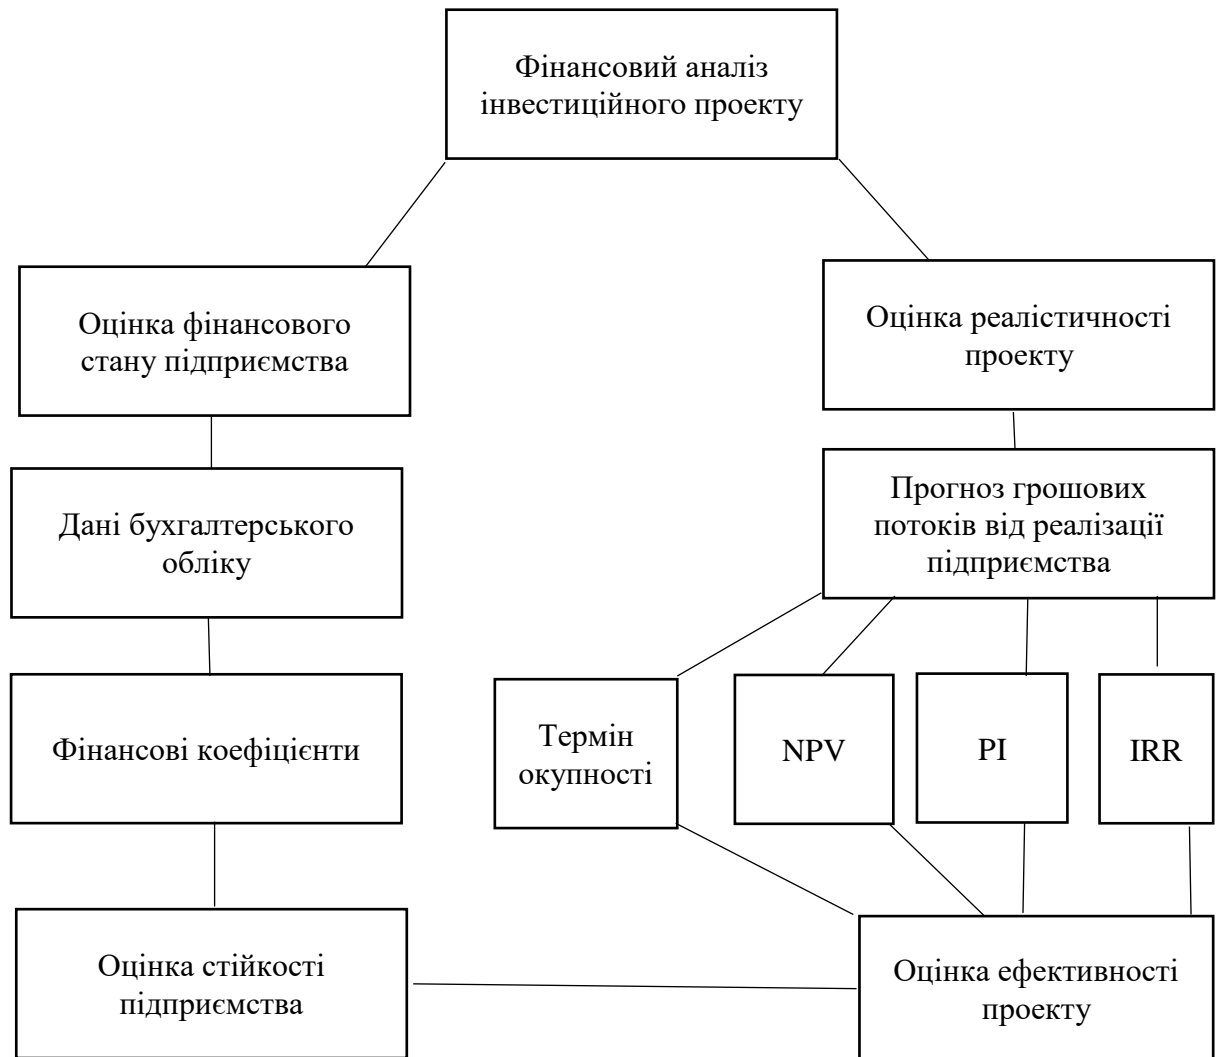 Фінансовий аналіз
інвестиційного проекту
Оцінка фінансового
стану підприємства
Оцінка реалістичності
проекту
Дані бухгалтерського
обліку
Прогноз грошових
потоків від реалізації
підприємства
Фінансові коефіцієнти
Термін
окупності
NPV
PI
IRR
Оцінка стійкості
підприємства
Оцінка ефективності
проекту